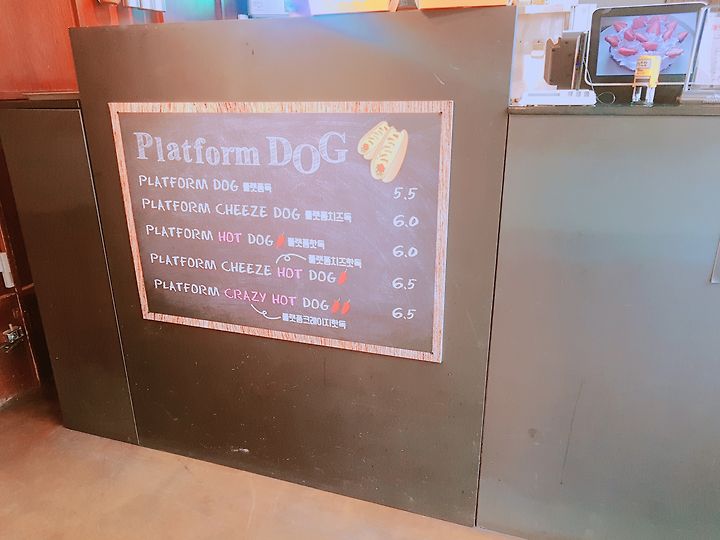 Platform DOG
PLATFORM DOG 플랫폼독 5.5
PLATFORM CHEEZE DOG 플랫폼치즈독 6.0
PLATFORM HOT DOG 플랫폼핫독 6.0
플랫폼치즈핫독
PLATFORM CHEEZE HOT DOG 6.5
PLATFORM CRAZY HOT DOG 6.5
플랫폼크레이지핫독